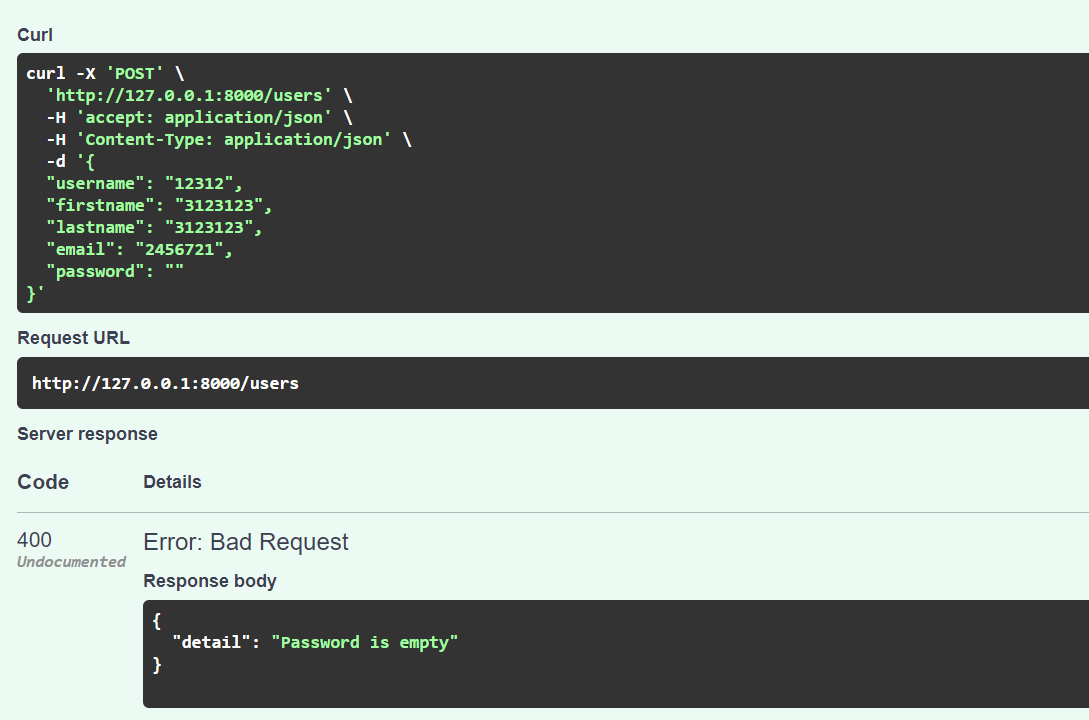 Curl
curl -X 'POST' \
  'http://127.0.0.1:8000/users' \
  -H 'accept: application/json' \
  -H 'Content-Type: application/json' \
  -d '{
  "username": "12312",
  "firstname": "3123123",
  "lastname": "3123123",
  "email": "2456721",
  "password": ""
}'
Request URL
http://127.0.0.1:8000/users
Server response
Code Details
400 Error: Bad Request
Undocumented
Response body
{
  "detail": "Password is empty"
}